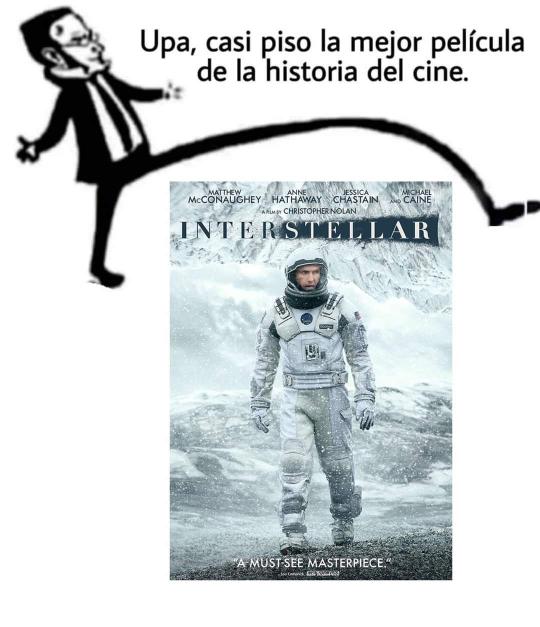 Upa, casi piso la mejor película
de la historia del cine.
MATTHEW McCONAUGHEY ANNE HATHAWAY JESSICA CHASTAIN AND MICHAEL CAINE
A FILM BY CHRISTOPHER NOLAN
INTERSTELLAR
"A MUST-SEE MASTERPIECE."